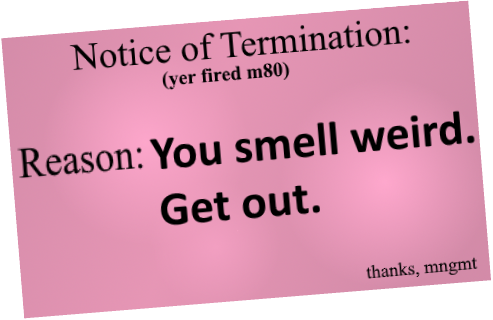 Notice of Termination:
(yer fired m80)
Reason: You smell weird.
Get out.
thanks, mngmt